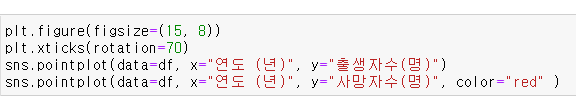 plt.figure(figsize=(15, 8))
plt.xticks(rotation=70)
sns.pointplot(data=df, x="연도 (년)", y="출생자수(명)")
sns.pointplot(data=df, x="연도 (년)", y="사망자수(명)", color="red" )